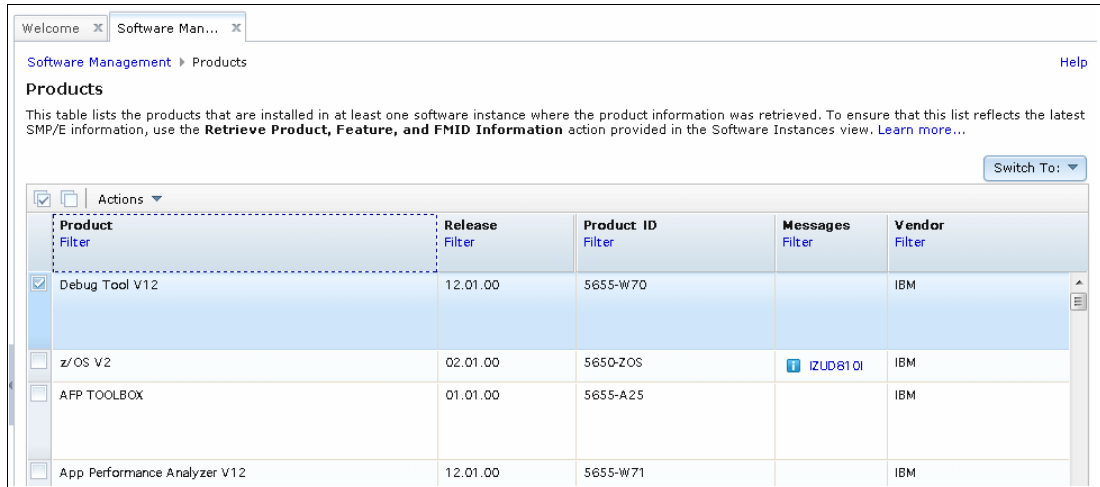 Welcome X Software Man... X
Software Management ▸ Products Help
Products
This table lists the products that are installed in at least one software instance where the product information was retrieved. To ensure that this list reflects the latest
SMP/E information, use the Retrieve Product, Feature, and FMID Information action provided in the Software Instances view. Learn more...
Switch To:
Actions
Product Release Product ID Messages Vendor
Filter Filter Filter Filter Filter
Debug Tool V12 12.01.00 5655-W70 IBM
z/OS V2 02.01.00 5650-ZOS IZUD810I IBM
AFP TOOLBOX 01.01.00 5655-A25 IBM
App Performance Analyzer V12 12.01.00 5655-W71 IBM